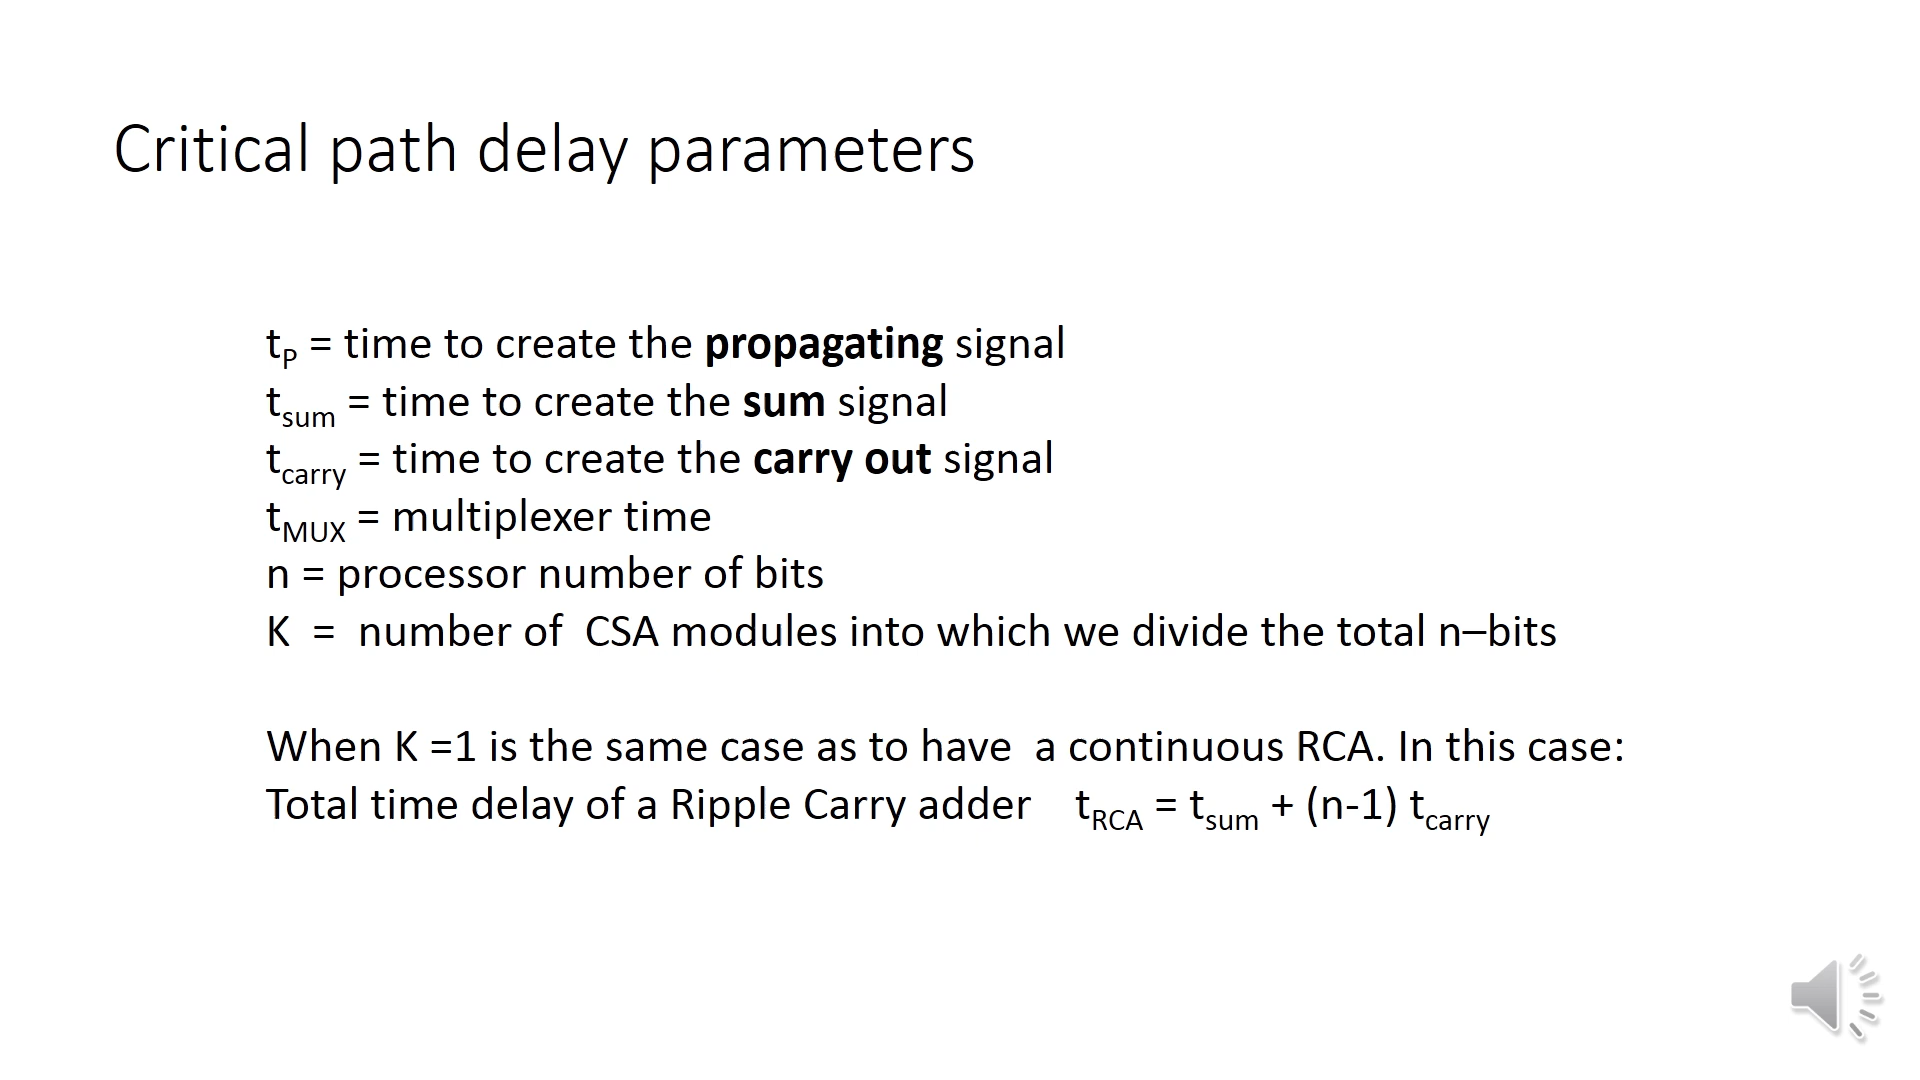 Critical path delay parameters
tP = time to create the propagating signal
tsum = time to create the sum signal
tcarry = time to create the carry out signal
tMUX = multiplexer time
n = processor number of bits
K = number of CSA modules into which we divide the total n–bits
When K =1 is the same case as to have a continuous RCA. In this case:
Total time delay of a Ripple Carry adder tRCA = tsum + (n-1) tcarry